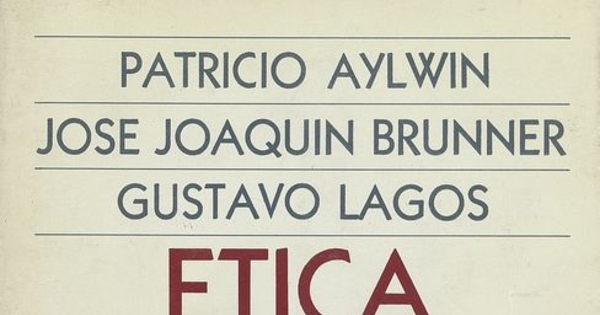 PATRICIO AYLWIN
JOSE JOAQUIN BRUNNER
GUSTAVO LAGOS
ETICA